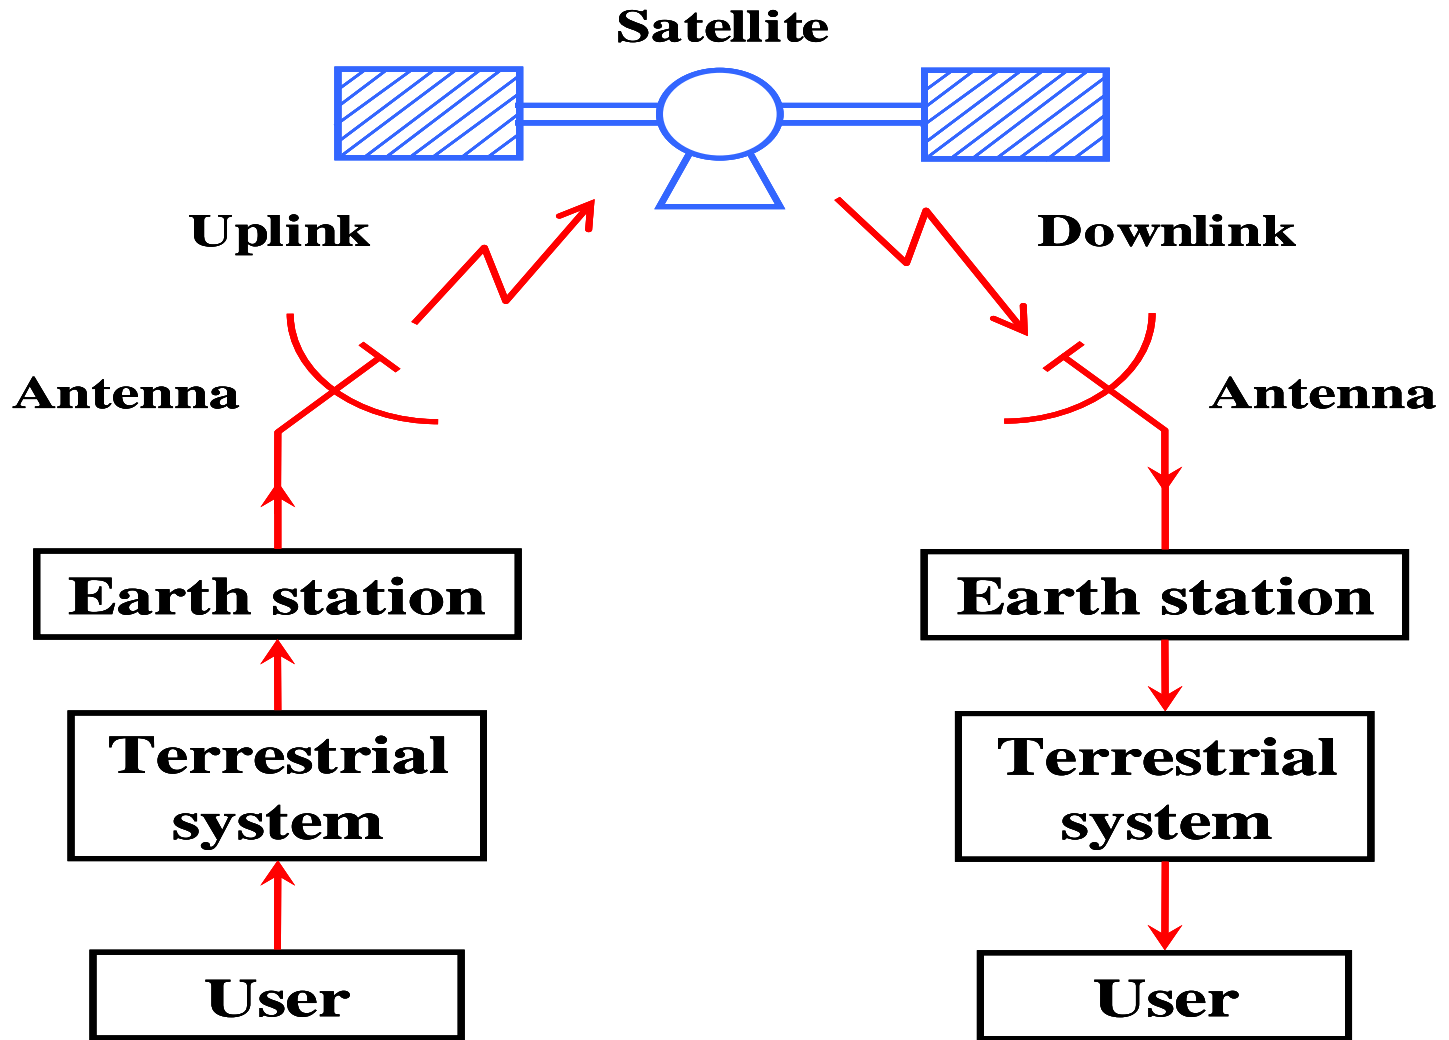 Satellite
Uplink
Downlink
Antenna
Antenna
Earth station
Earth station
Terrestrial
system
Terrestrial
system
User
User